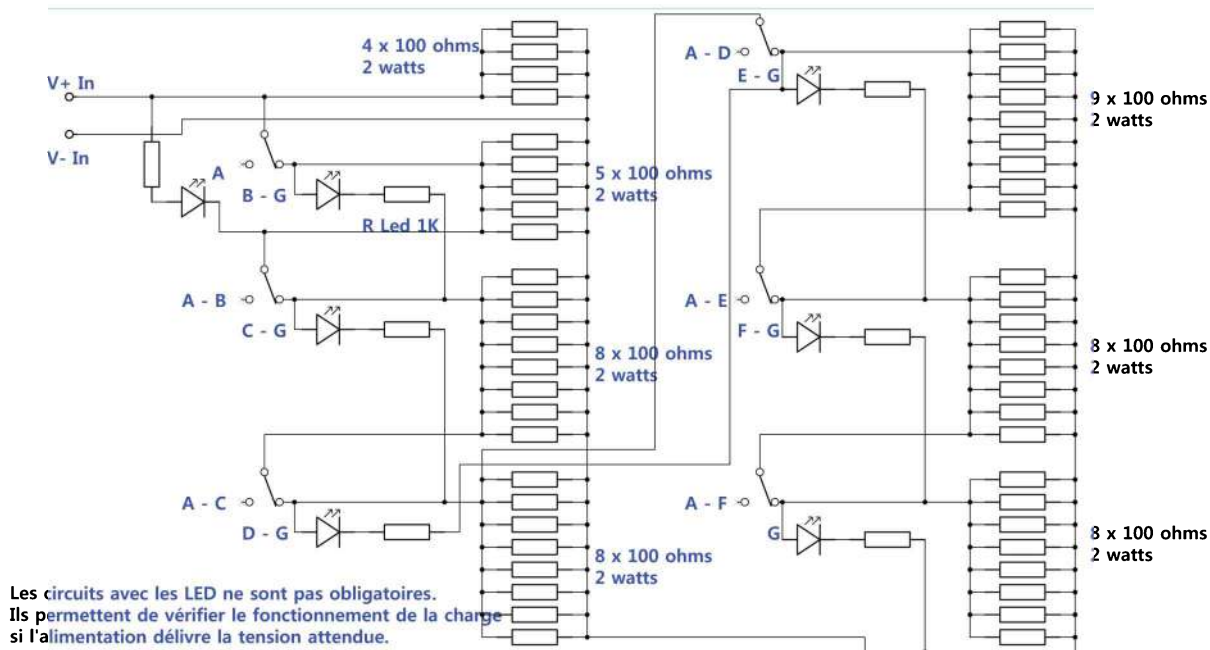 4 x 100 ohms
2 watts
V+ In
V- In
A
B - G
R Led 1K
5 x 100 ohms
2 watts
A - B
C - G
8 x 100 ohms
2 watts
A - C
D - G
8 x 100 ohms
2 watts
A - D
E - G
9 x 100 ohms
2 watts
A - E
F - G
8 x 100 ohms
2 watts
A - F
G
8 x 100 ohms
2 watts
Les circuits avec les LED ne sont pas obligatoires.
Ils permettent de vérifier le fonctionnement de la charge
si l'alimentation délivre la tension attendue.